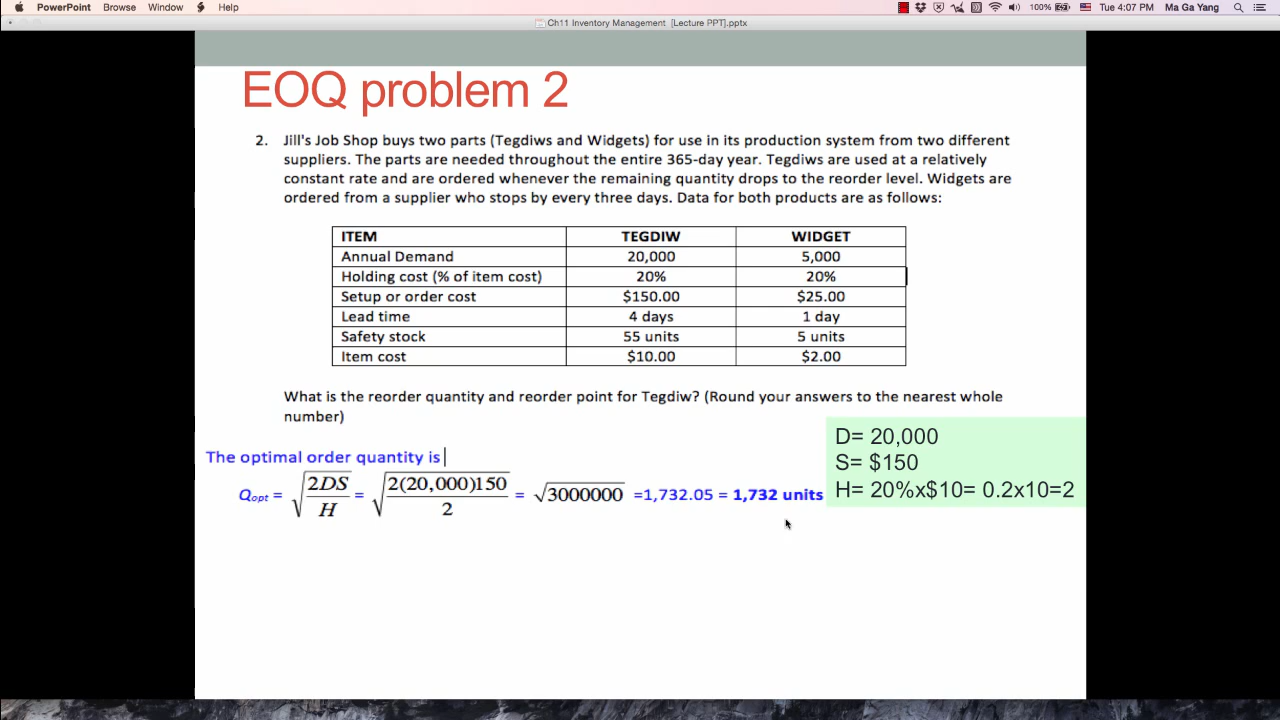 PowerPoint Browse Window Help 100% Tue 4:07 PM Ma Ga Yang
Ch11 Inventory Management [Lecture PPT].pptx
EOQ problem 2
2. Jill's Job Shop buys two parts (Tegdiws and Widgets) for use in its production system from two different
suppliers. The parts are needed throughout the entire 365-day year. Tegdiws are used at a relatively
constant rate and are ordered whenever the remaining quantity drops to the reorder level. Widgets are
ordered from a supplier who stops by every three days. Data for both products are as follows:
ITEM TEGDIW WIDGET
Annual Demand 20,000 5,000
Holding cost (% of item cost) 20% 20%
Setup or order cost $150.00 $25.00
Lead time 4 days 1 day
Safety stock 55 units 5 units
Item cost $10.00 $2.00
What is the reorder quantity and reorder point for Tegdiw? (Round your answers to the nearest whole
number)
The optimal order quantity is
Qopt = √(2DS/H) = √(2(20,000)150/2) = √3000000 =1,732.05 = 1,732 units
D= 20,000
S= $150
H= 20%x$10= 0.2x10=2